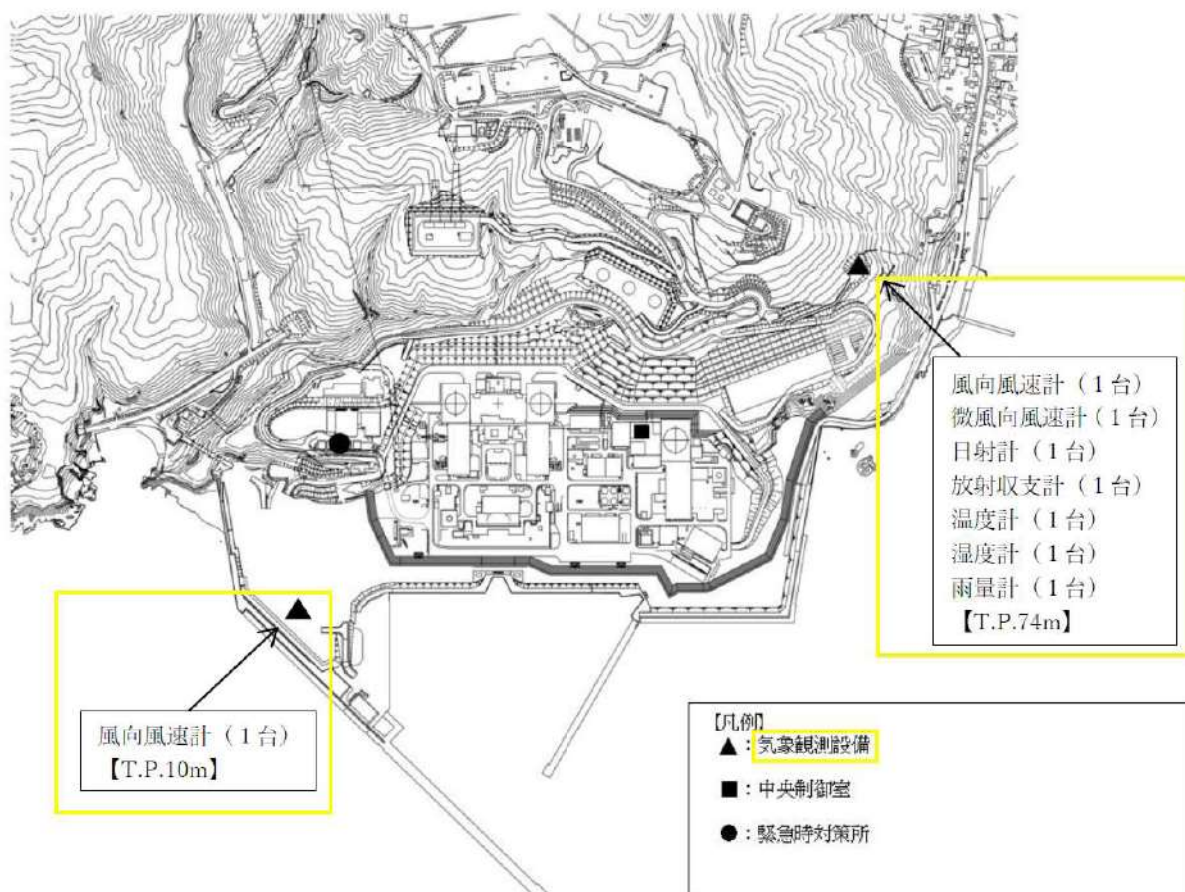 風向風速計（1台）
微風向風速計（1台）
日射計（1台）
放射収支計（1台）
温度計（1台）
湿度計（1台）
雨量計（1台）
【T.P.74m】
風向風速計（1台）
【T.P.10m】
【凡例】
▲：気象観測設備
■：中央制御室
●：緊急時対策所